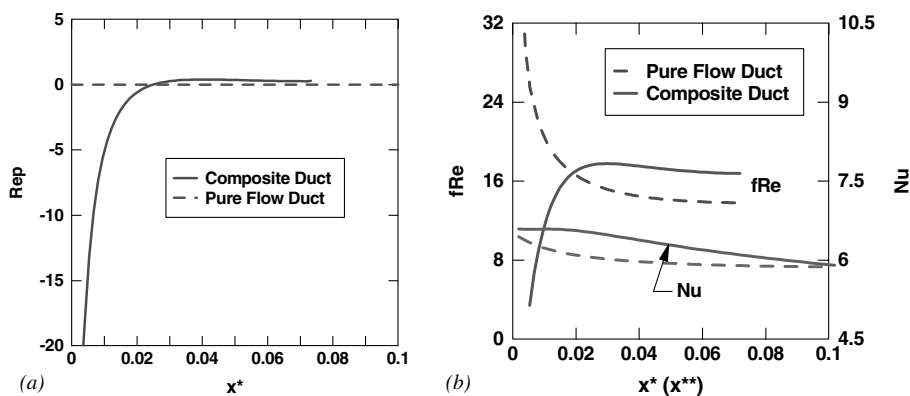 5
0
-5
-10
-15
-20
Rep
Composite Duct
Pure Flow Duct
0 0.02 0.04 0.06 0.08 0.1
x*
(a)
32
24
16
8
0
fRe
Pure Flow Duct
Composite Duct
fRe
Nu
10.5
9
7.5
6
4.5
Nu
0 0.02 0.04 0.06 0.08 0.1
x* (x**)
(b)